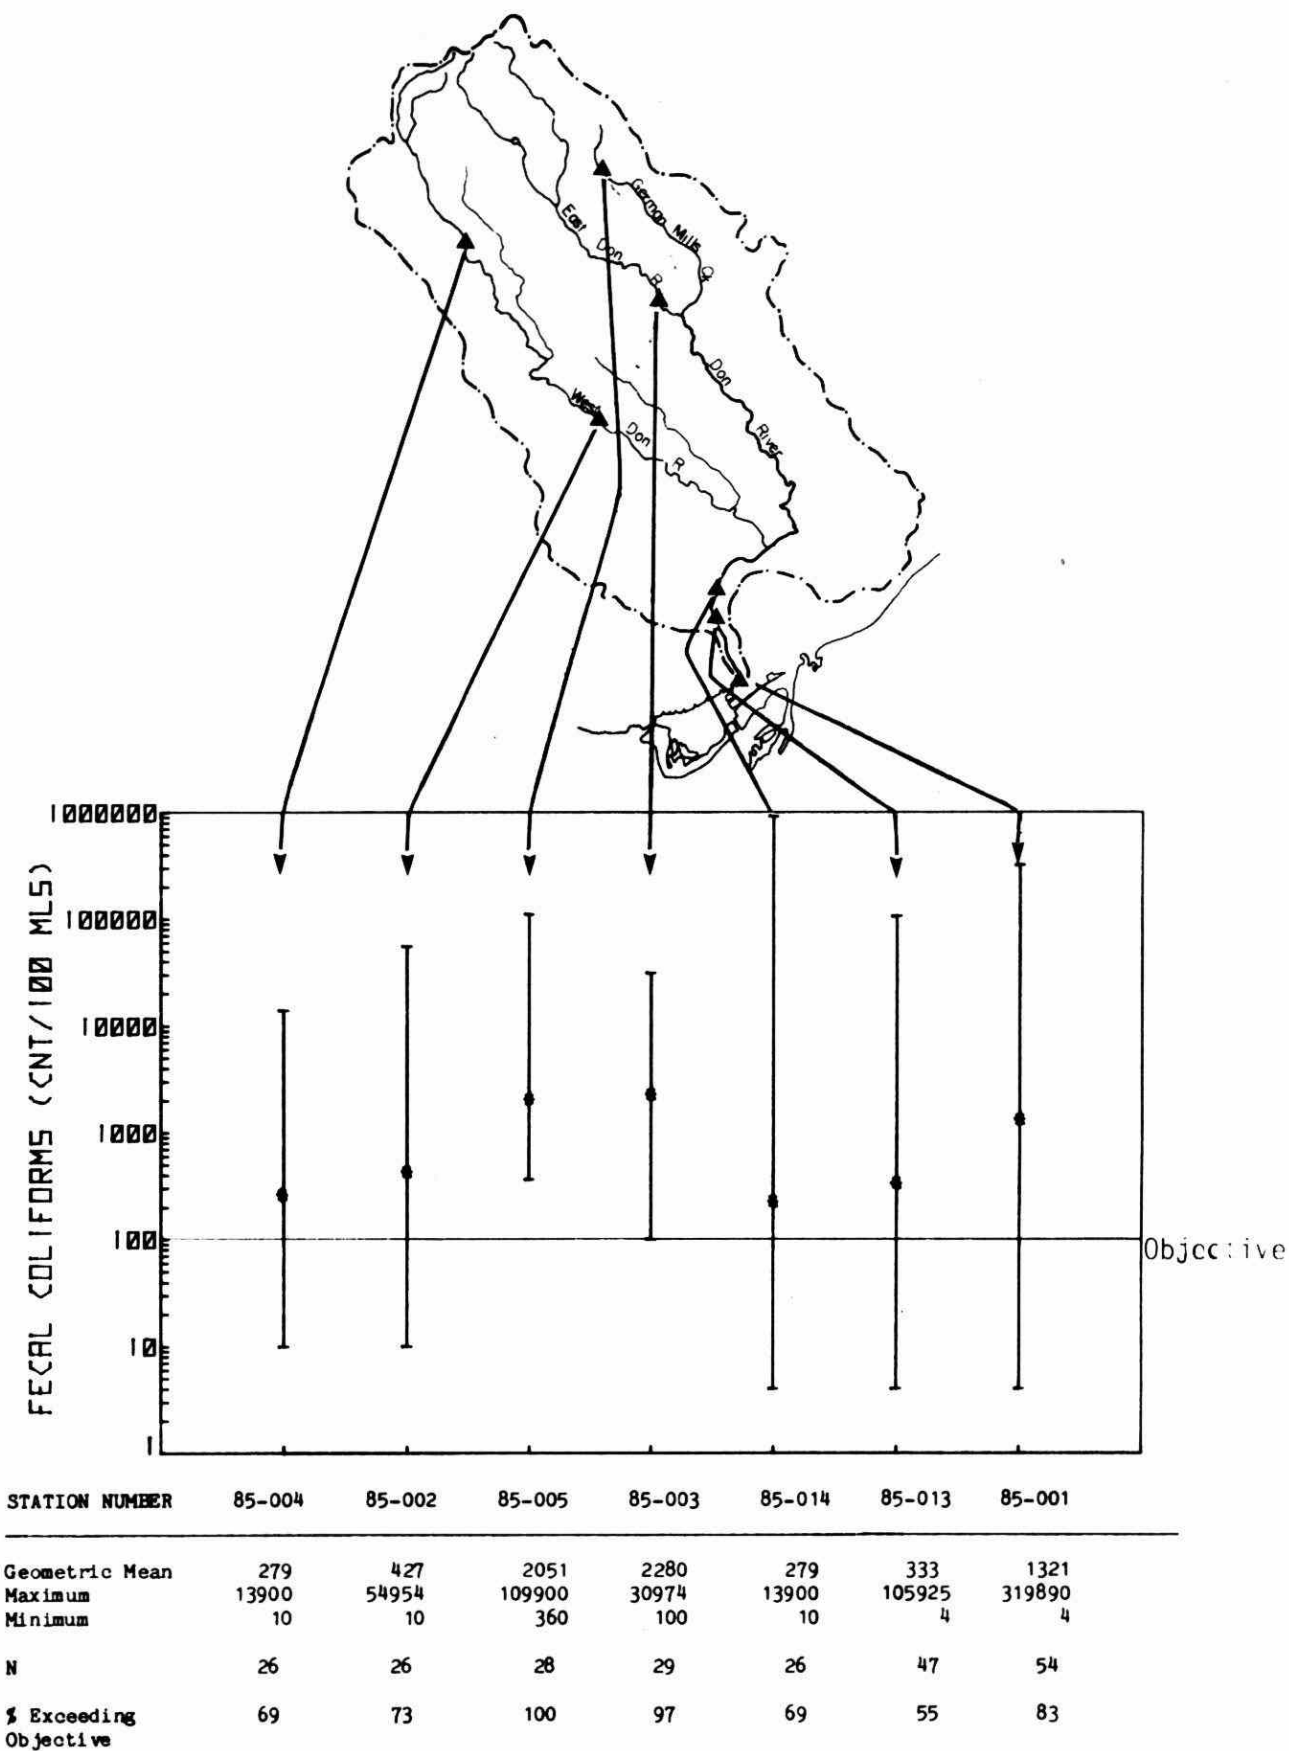 German Mills Ck
East Don R
Don River
West Don R
FECAL COLIFORMS (CNT/100 MLS)
1000000
100000
10000
1000
100
10
1
Objective
STATION NUMBER 85-004 85-002 85-005 85-003 85-014 85-013 85-001
Geometric Mean 279 427 2051 2280 279 333 1321
Maximum 13900 54954 109900 30974 13900 105925 319890
Minimum 10 10 360 100 10 4 4
N 26 26 28 29 26 47 54
% Exceeding 69 73 100 97 69 55 83
Objective